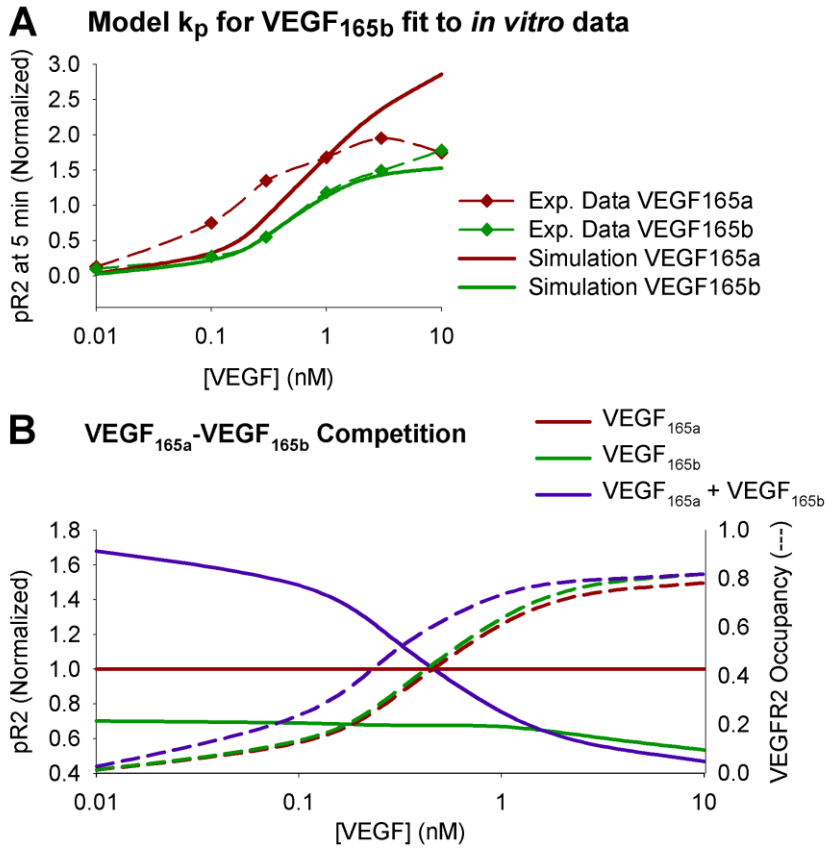 A Model kp for VEGF165b fit to in vitro data
pR2 at 5 min (Normalized)
3.0
2.5
2.0
1.5
1.0
0.5
0.0
0.01 0.1 1 10
[VEGF] (nM)
Exp. Data VEGF165a
Exp. Data VEGF165b
Simulation VEGF165a
Simulation VEGF165b
B VEGF165a-VEGF165b Competition
VEGF165a
VEGF165b
VEGF165a + VEGF165b
pR2 (Normalized)
1.8
1.6
1.4
1.2
1.0
0.8
0.6
0.4
1.0
0.8
0.6
0.4
0.2
0.0
VEGFR2 Occupancy (---)
0.01 0.1 1 10
[VEGF] (nM)